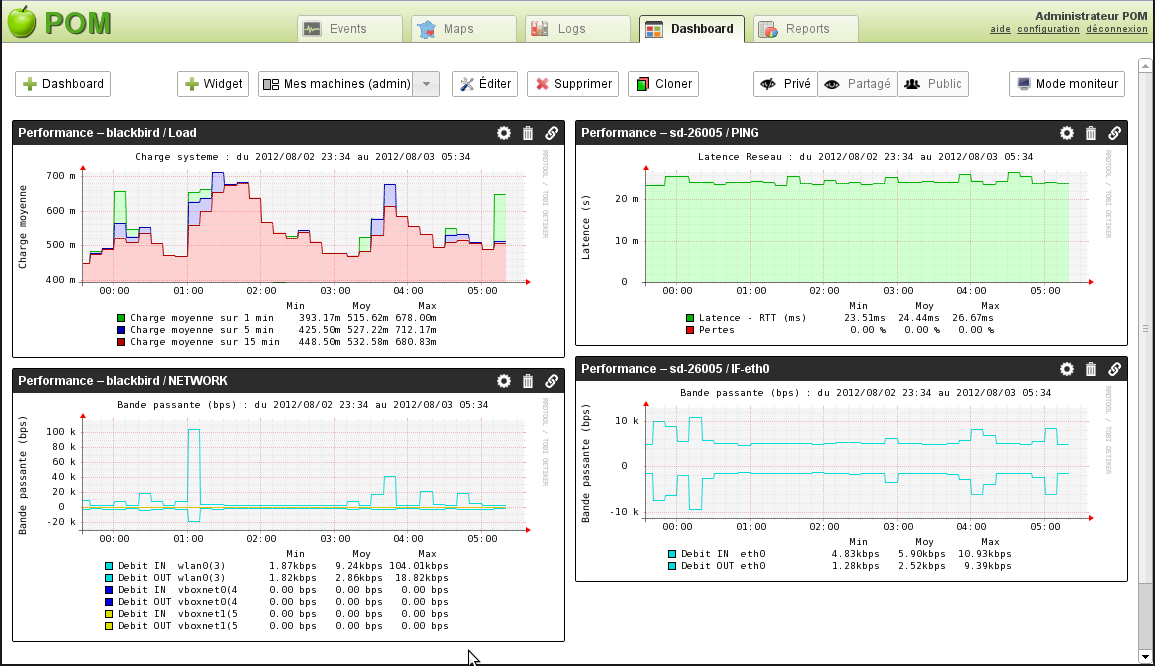 POM
Events
Maps
Logs
Dashboard
Reports
Administrateur POM
aide configuration déconnexion
Dashboard
Widget
Mes machines (admin)
Éditer
Supprimer
Cloner
Privé
Partagé
Public
Mode moniteur
Performance – blackbird / Load
Charge systeme : du 2012/08/02 23:34 au 2012/08/03 05:34
RRDTOOL / TOBI OETIKER
Charge moyenne
700 m
600 m
500 m
400 m
00:00 01:00 02:00 03:00 04:00 05:00
Min Moy Max
Charge moyenne sur 1 min 393.17m 515.62m 678.00m
Charge moyenne sur 5 min 425.50m 527.22m 712.17m
Charge moyenne sur 15 min 448.50m 532.58m 680.83m
Performance – sd-26005 / PING
Latence Reseau : du 2012/08/02 23:34 au 2012/08/03 05:34
RRDTOOL / TOBI OETIKER
Latence (s)
20 m
10 m
0
00:00 01:00 02:00 03:00 04:00 05:00
Min Moy Max
Latence - RTT (ms) 23.51ms 24.44ms 26.67ms
Pertes 0.00 % 0.00 % 0.00 %
Performance – blackbird / NETWORK
Bande passante (bps) : du 2012/08/02 23:34 au 2012/08/03 05:34
RRDTOOL / TOBI OETIKER
Bande passante (bps)
100 k
80 k
60 k
40 k
20 k
0
-20 k
00:00 01:00 02:00 03:00 04:00 05:00
Min Moy Max
Debit IN wlan0(3) 1.87kbps 9.24kbps 104.01kbps
Debit OUT wlan0(3) 1.82kbps 2.86kbps 18.82kbps
Debit IN vboxnet0(4 0.00 bps 0.00 bps 0.00 bps
Debit OUT vboxnet0(4 0.00 bps 0.00 bps 0.00 bps
Debit IN vboxnet1(5 0.00 bps 0.00 bps 0.00 bps
Debit OUT vboxnet1(5 0.00 bps 0.00 bps 0.00 bps
Performance – sd-26005 / IF-eth0
Bande passante (bps) : du 2012/08/02 23:34 au 2012/08/03 05:34
RRDTOOL / TOBI OETIKER
Bande passante (bps)
10 k
0
-10 k
00:00 01:00 02:00 03:00 04:00 05:00
Min Moy Max
Debit IN eth0 4.83kbps 5.90kbps 10.93kbps
Debit OUT eth0 1.28kbps 2.52kbps 9.39kbps